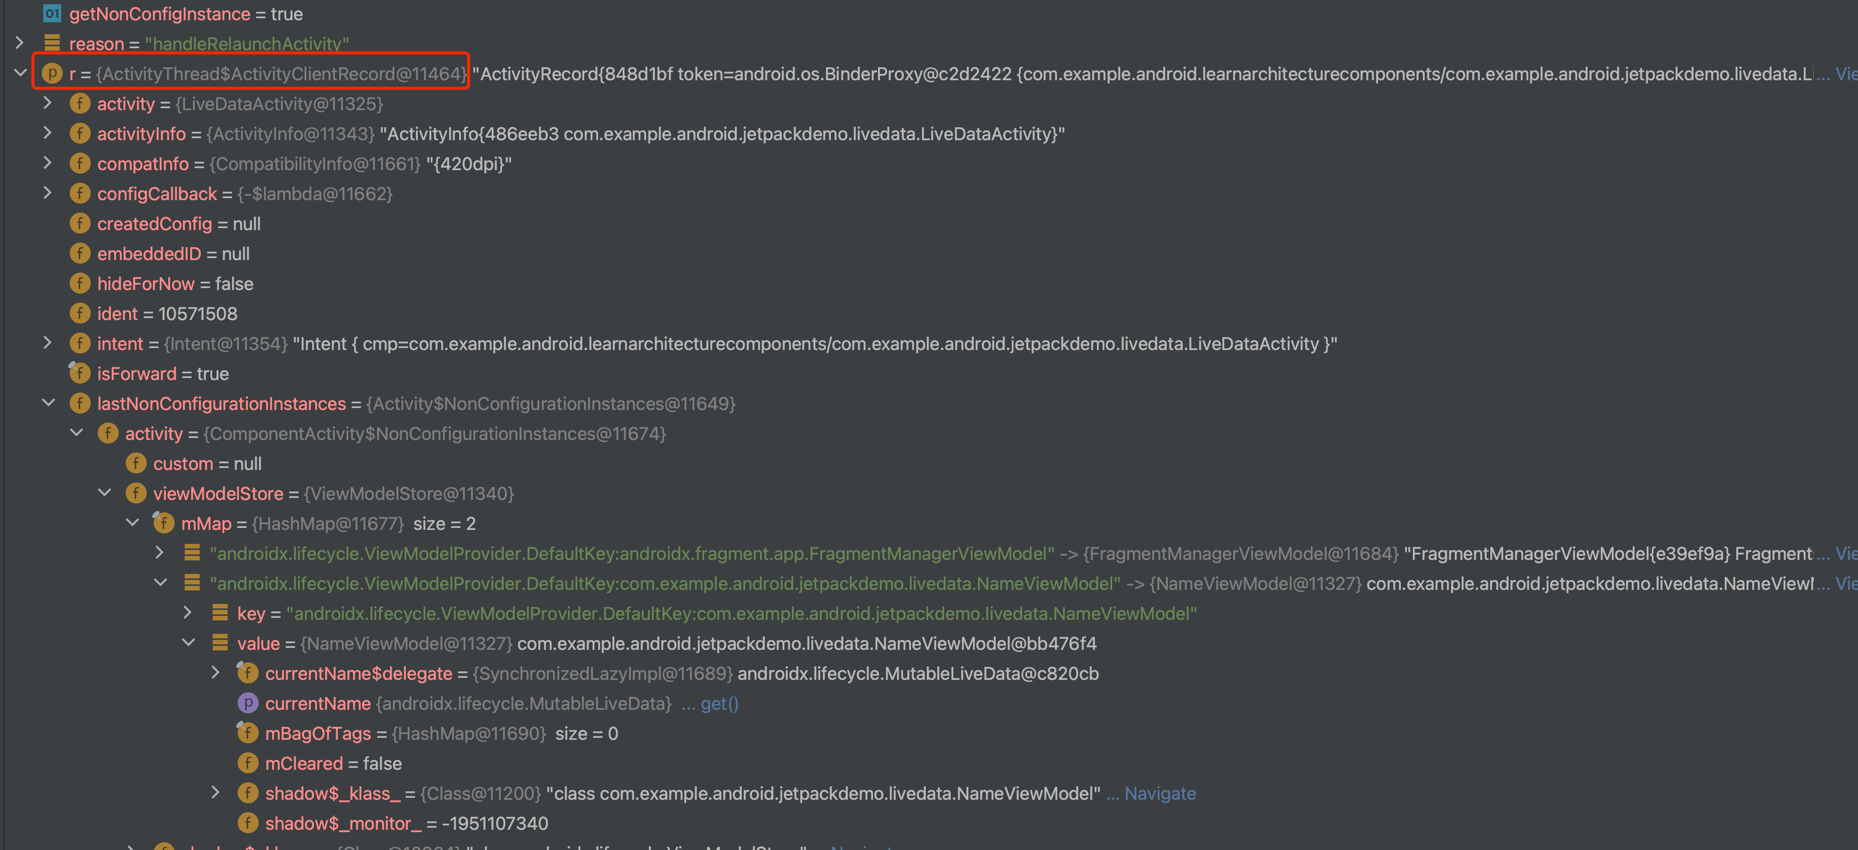 01 getNonConfigInstance = true
reason = "handleRelaunchActivity"
p r = {ActivityThread$ActivityClientRecord@11464} "ActivityRecord{848d1bf token=android.os.BinderProxy@c2d2422 {com.example.android.learnarchitecturecomponents/com.example.android.jetpackdemo.livedata.Li... Vie
f activity = {LiveDataActivity@11325}
f activityInfo = {ActivityInfo@11343} "ActivityInfo{486eeb3 com.example.android.jetpackdemo.livedata.LiveDataActivity}"
f compatInfo = {CompatibilityInfo@11661} "{420dpi}"
f configCallback = {-$lambda@11662}
f createdConfig = null
f embeddedID = null
f hideForNow = false
f ident = 10571508
f intent = {Intent@11354} "Intent { cmp=com.example.android.learnarchitecturecomponents/com.example.android.jetpackdemo.livedata.LiveDataActivity }"
f isForward = true
f lastNonConfigurationInstances = {Activity$NonConfigurationInstances@11649}
f activity = {ComponentActivity$NonConfigurationInstances@11674}
f custom = null
f viewModelStore = {ViewModelStore@11340}
f mMap = {HashMap@11677} size = 2
"androidx.lifecycle.ViewModelProvider.DefaultKey:androidx.fragment.app.FragmentManagerViewModel" -> {FragmentManagerViewModel@11684} "FragmentManagerViewModel{e39ef9a} Fragment... Vie
"androidx.lifecycle.ViewModelProvider.DefaultKey:com.example.android.jetpackdemo.livedata.NameViewModel" -> {NameViewModel@11327} com.example.android.jetpackdemo.livedata.NameViewM... Vie
key = "androidx.lifecycle.ViewModelProvider.DefaultKey:com.example.android.jetpackdemo.livedata.NameViewModel"
value = {NameViewModel@11327} com.example.android.jetpackdemo.livedata.NameViewModel@bb476f4
f currentName$delegate = {SynchronizedLazyImpl@11689} androidx.lifecycle.MutableLiveData@c820cb
p currentName {androidx.lifecycle.MutableLiveData} ... get()
f mBagOfTags = {HashMap@11690} size = 0
f mCleared = false
f shadow$_klass_ = {Class@11200} "class com.example.android.jetpackdemo.livedata.NameViewModel" ... Navigate
f shadow$_monitor_ = -1951107340